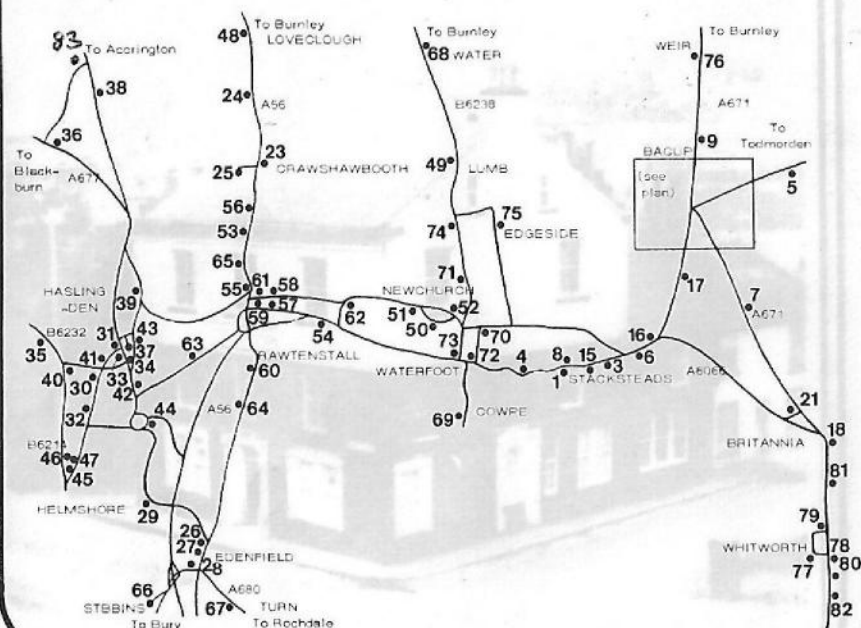 83
To Accrington
38
36
To
Black-
burn
A677
48
To Burnley
LOVECLOUGH
24
A56
23
25
CRAWSHAWBOOTH
56
53
65
55
61
58
57
59
To Burnley
68
WATER
B6238
49
LUMB
74
75
EDGESIDE
71
NEWCHURCH
52
51
50
62
54
RAWTENSTALL
WEIR
To Burnley
76
A671
9
BACUP
To
Todmorden
(see
plan)
5
17
7
A671
HASLING
-DEN
39
B6232
35
31
43
41
37
34
33
40
30
42
63
32
44
B6214
46
47
45
HELMSHORE
29
60
A56
64
26
27
28
EDENFIELD
66
STBBINS
To Bury
A680
67
TURN
To Rochdale
73
72
70
WATERFOOT
69
COWPE
4
8
1
15
3
STACKSTEADS
16
6
A6066
21
18
BRITANNIA
81
79
WHITWORTH
78
77
80
82